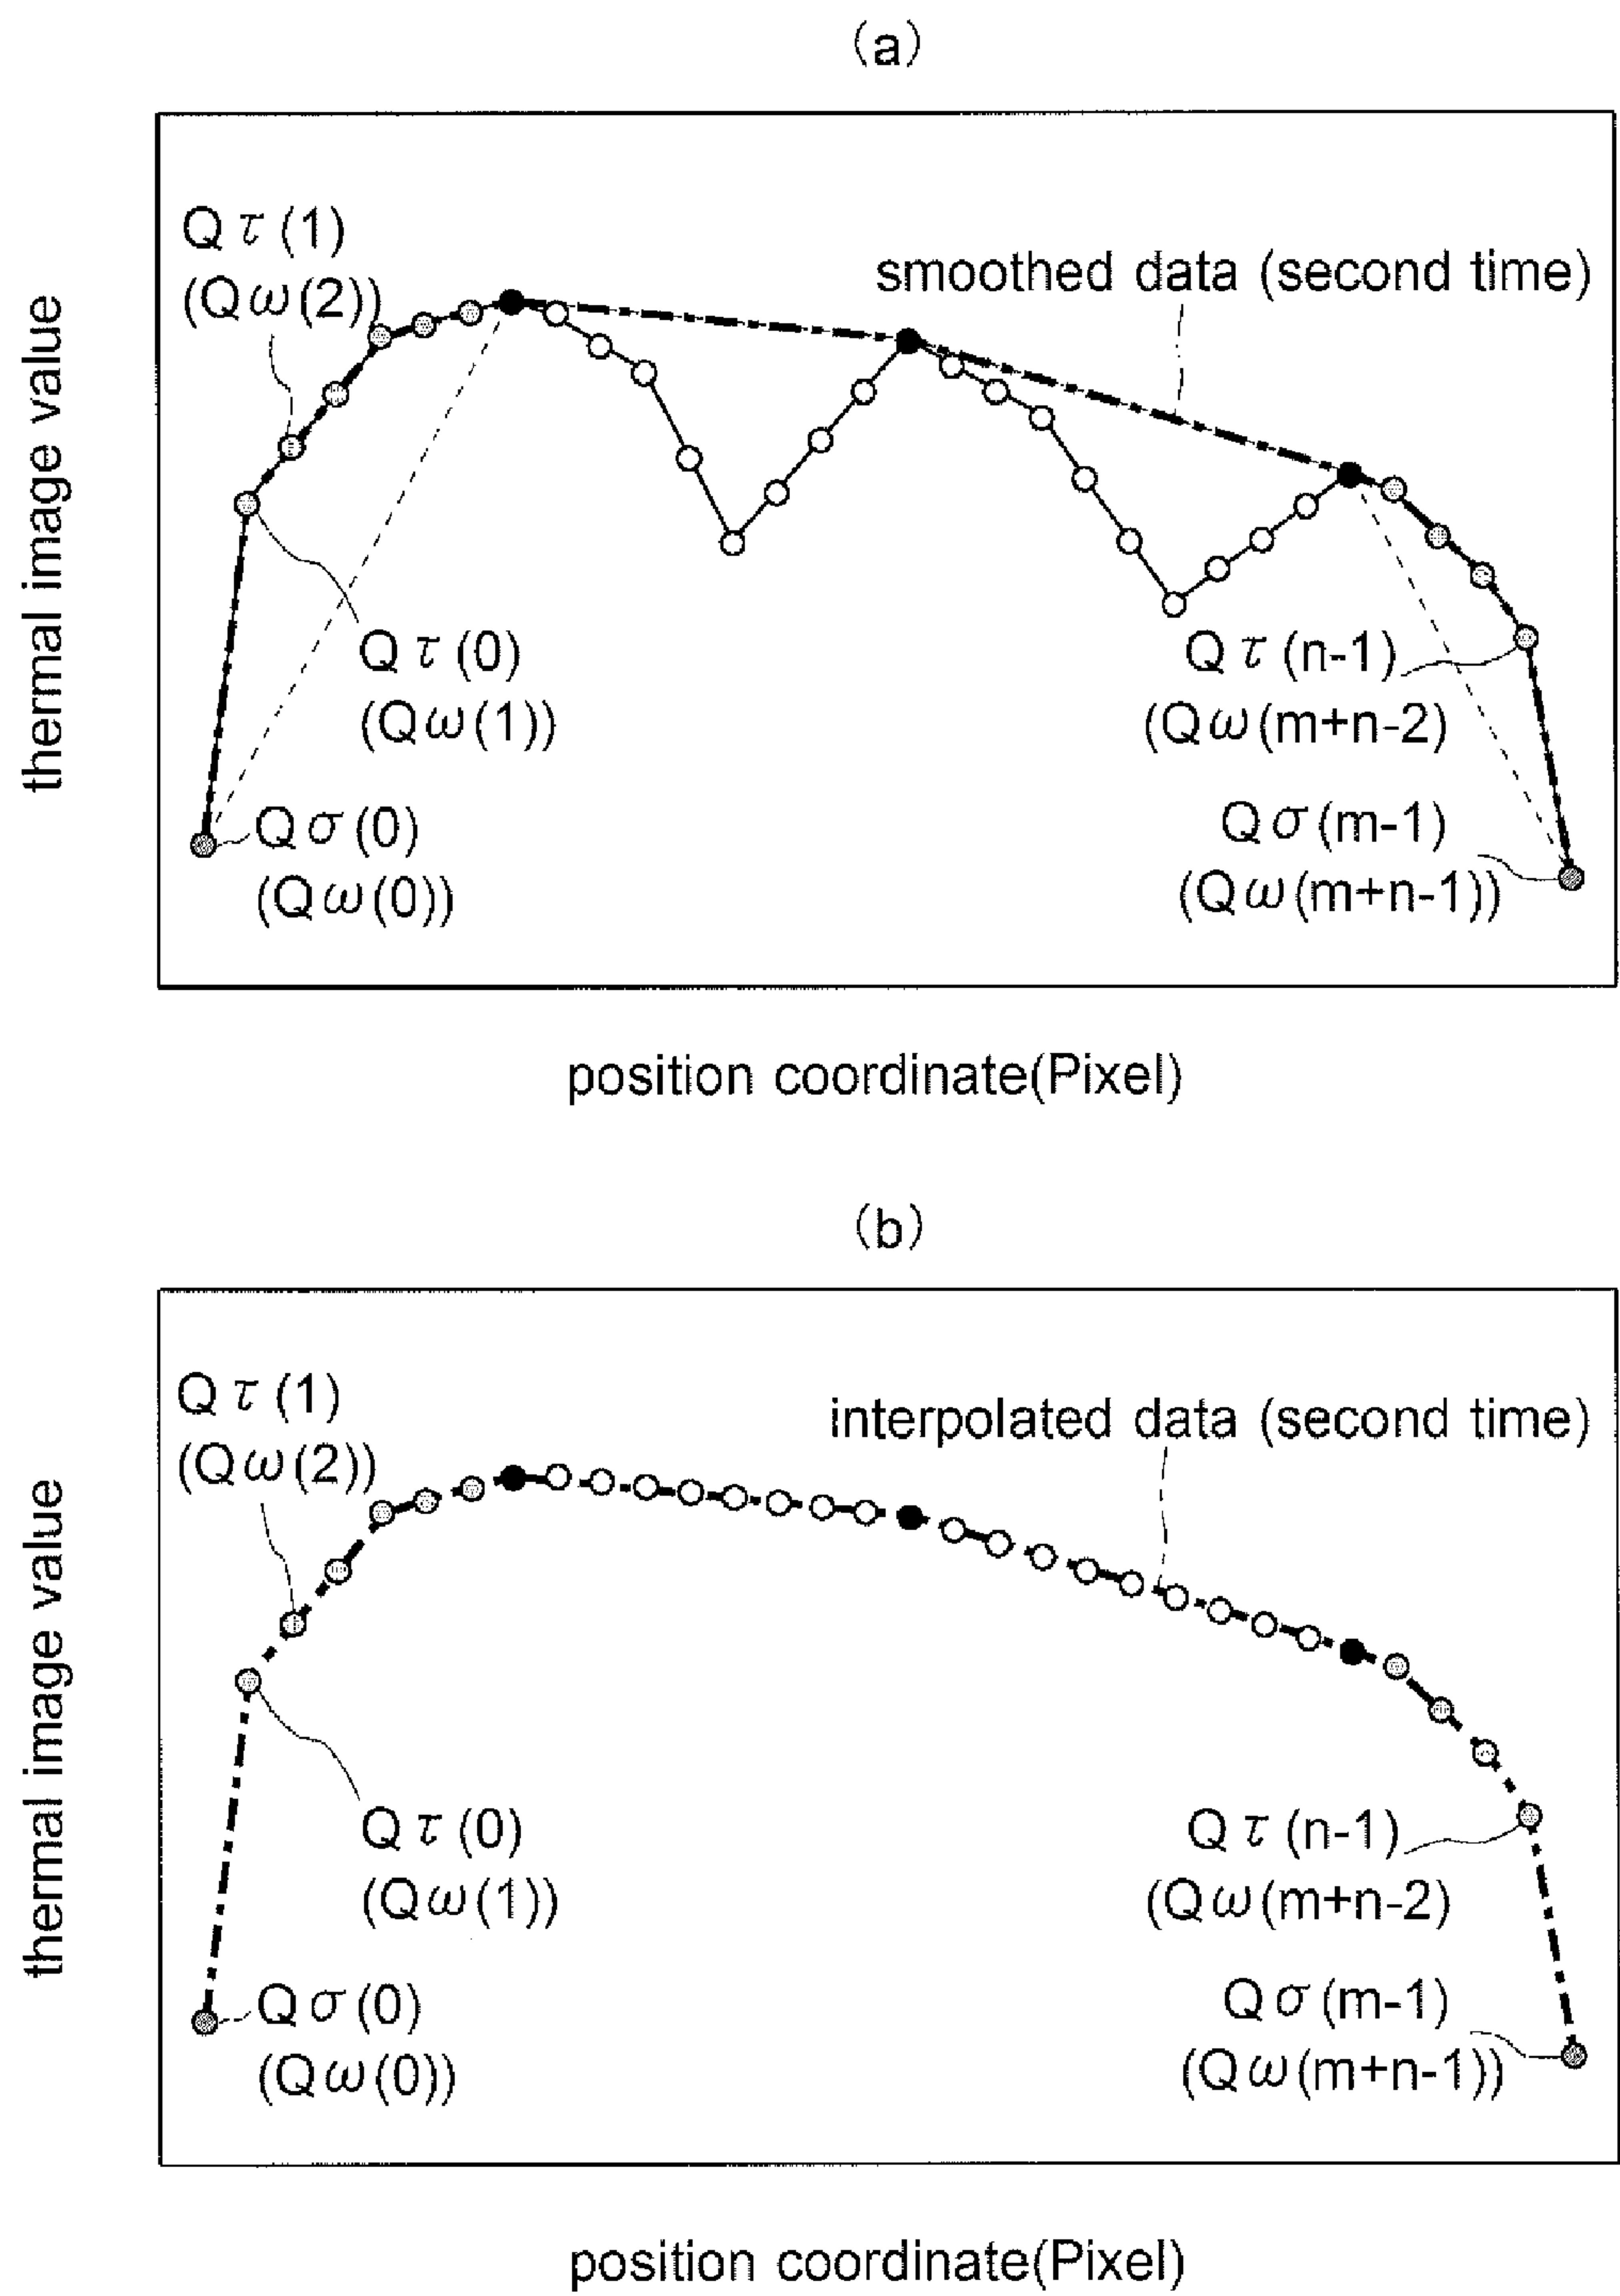 (a)
Q τ (1)
(Q ω (2))
smoothed data (second time)
thermal image value
Q τ (0)
(Q ω (1))
Q τ (n-1)
(Q ω (m+n-2)
Q σ (0)
(Q ω (0))
Q σ (m-1)
(Q ω (m+n-1))
position coordinate(Pixel)
(b)
Q τ (1)
(Q ω (2))
interpolated data (second time)
thermal image value
Q τ (0)
(Q ω (1))
Q τ (n-1)
(Q ω (m+n-2)
Q σ (0)
(Q ω (0))
Q σ (m-1)
(Q ω (m+n-1))
position coordinate(Pixel)